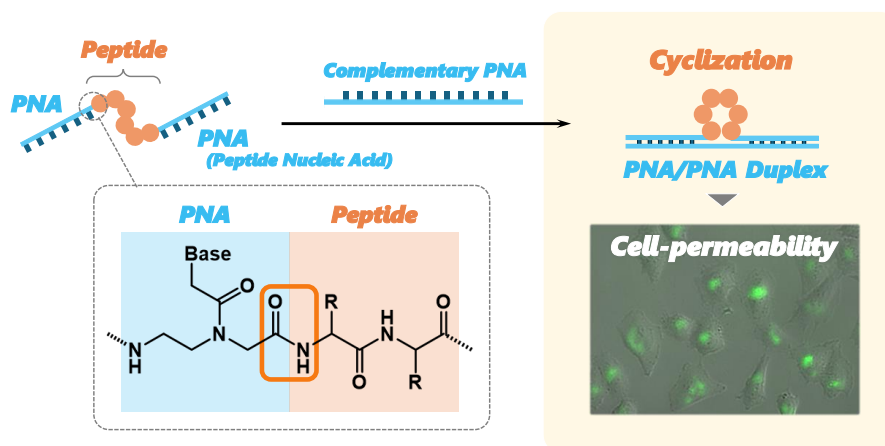 Peptide
PNA
PNA
(Peptide Nucleic Acid)
Complementary PNA
Cyclization
PNA/PNA Duplex
Cell-permeability
PNA
Peptide
Base
O
O
R
H
N
O
N
N
H
N
H
O
R